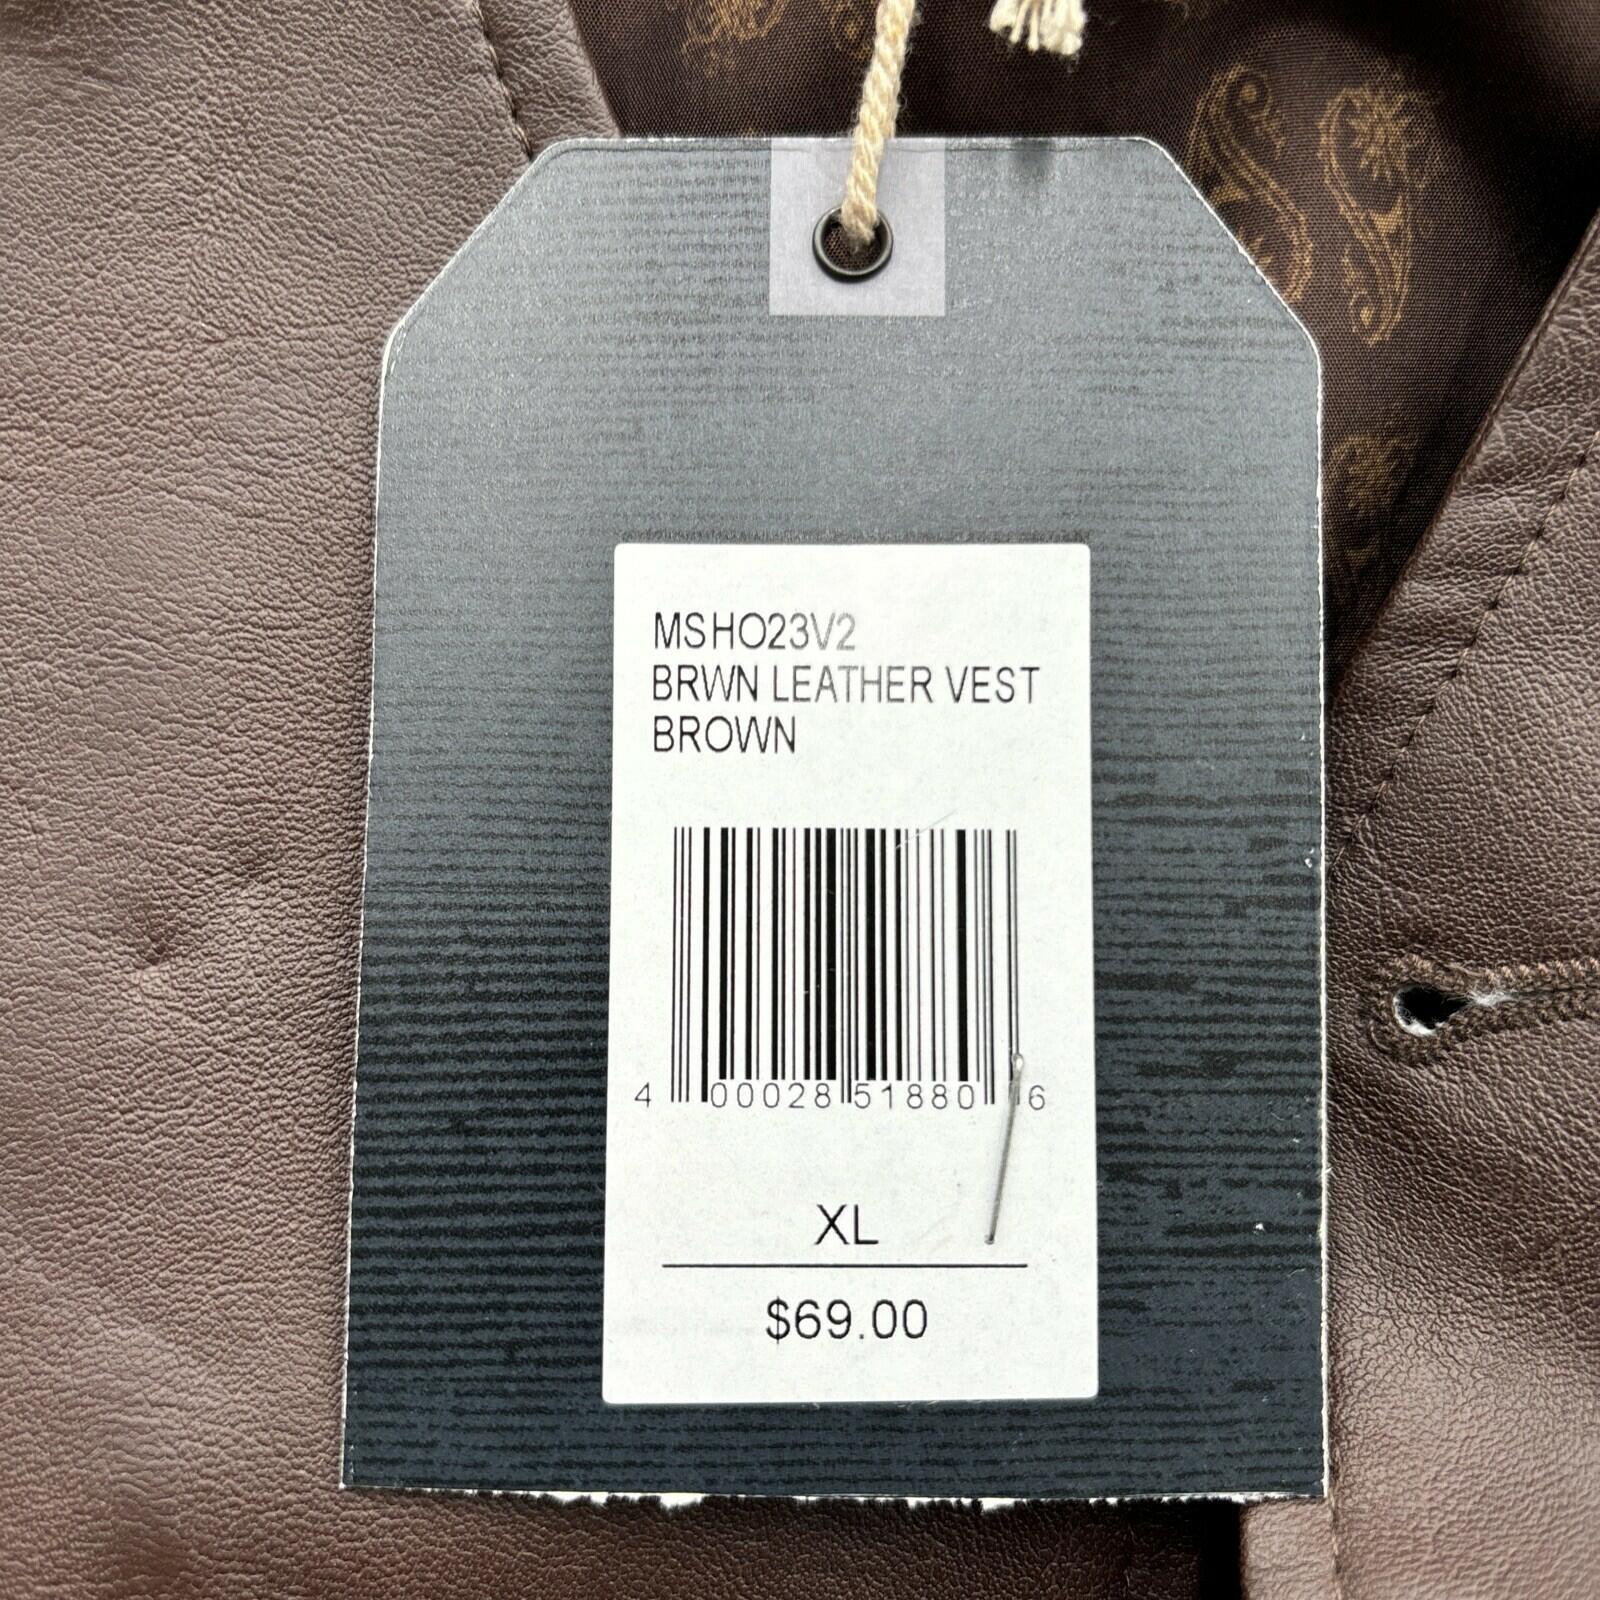 MSHO23V2
BRWN LEATHER VEST
BROWN
4 00028 51880 6
XL
$69.00